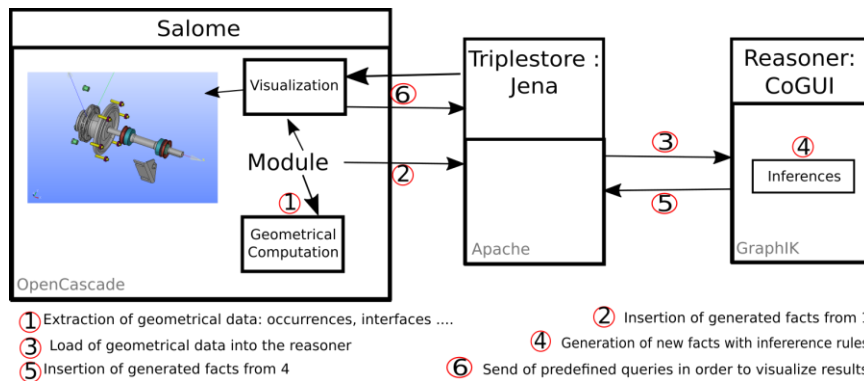 Salome
Visualization
Module
Geometrical
Computation
OpenCascade
Triplestore :
Jena
Apache
Reasoner:
CoGUI
Inferences
GraphIK
1
2
3
4
5
6
1 Extraction of geometrical data: occurrences, interfaces ....
2 Insertion of generated facts from 1
3 Load of geometrical data into the reasoner
4 Generation of new facts with infererence rules
5 Insertion of generated facts from 4
6 Send of predefined queries in order to visualize results